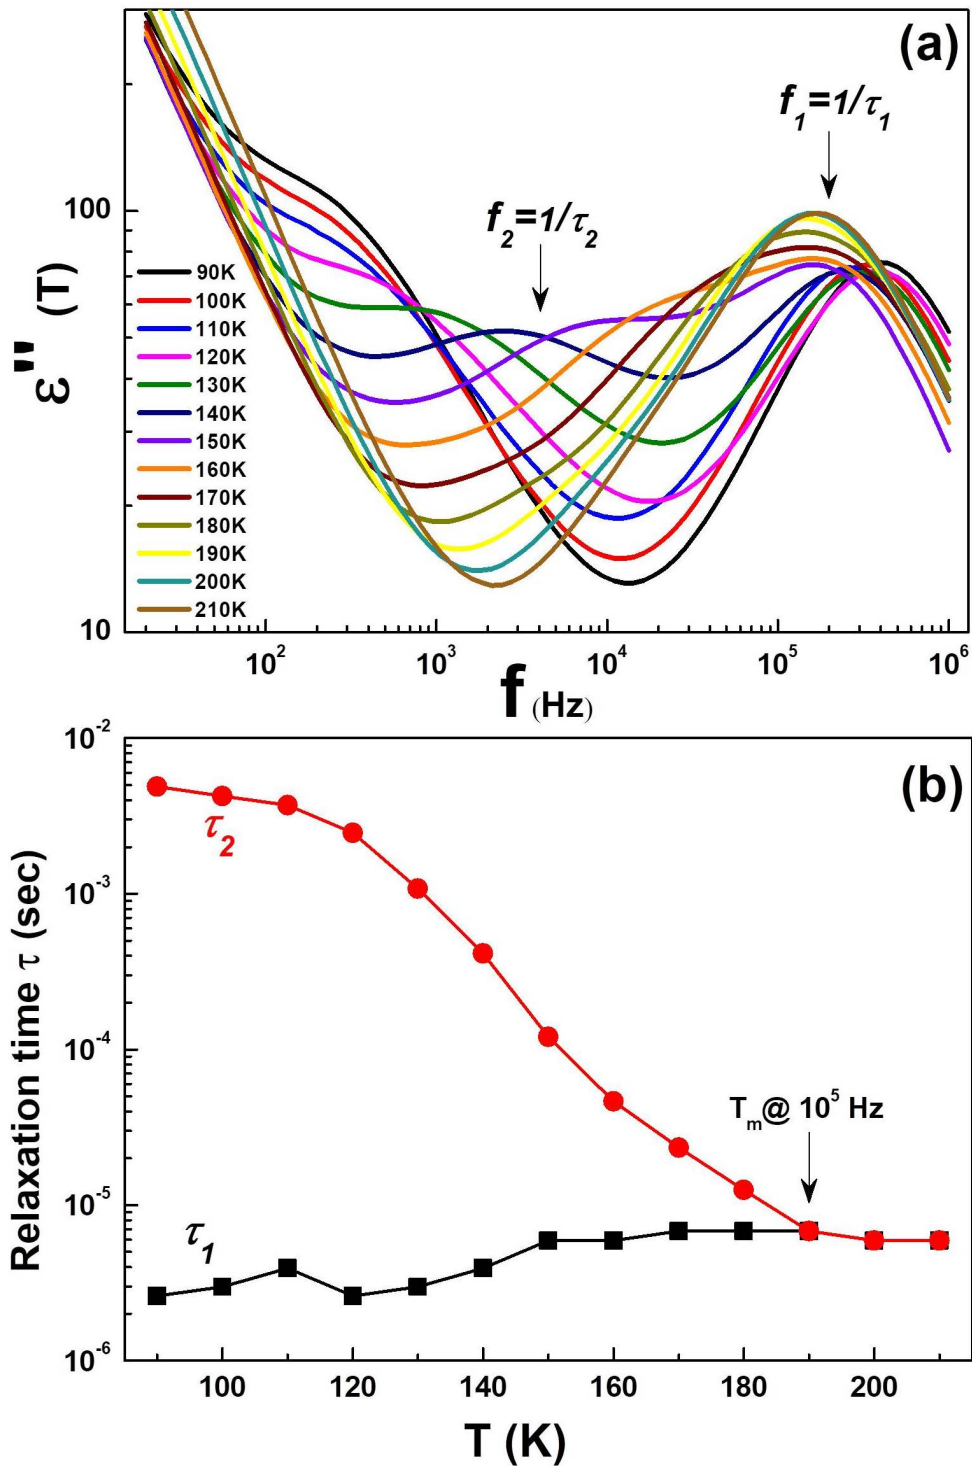 (a)
f₁=1/τ₁
f₂=1/τ₂
ε" (T)
100
10
90K
100K
110K
120K
130K
140K
150K
160K
170K
180K
190K
200K
210K
10² 10³ 10⁴ 10⁵ 10⁶
f (Hz)
(b)
Relaxation time τ (sec)
10⁻²
10⁻³
10⁻⁴
10⁻⁵
10⁻⁶
τ₂
Tₘ@ 10⁵ Hz
τ₁
100 120 140 160 180 200
T (K)